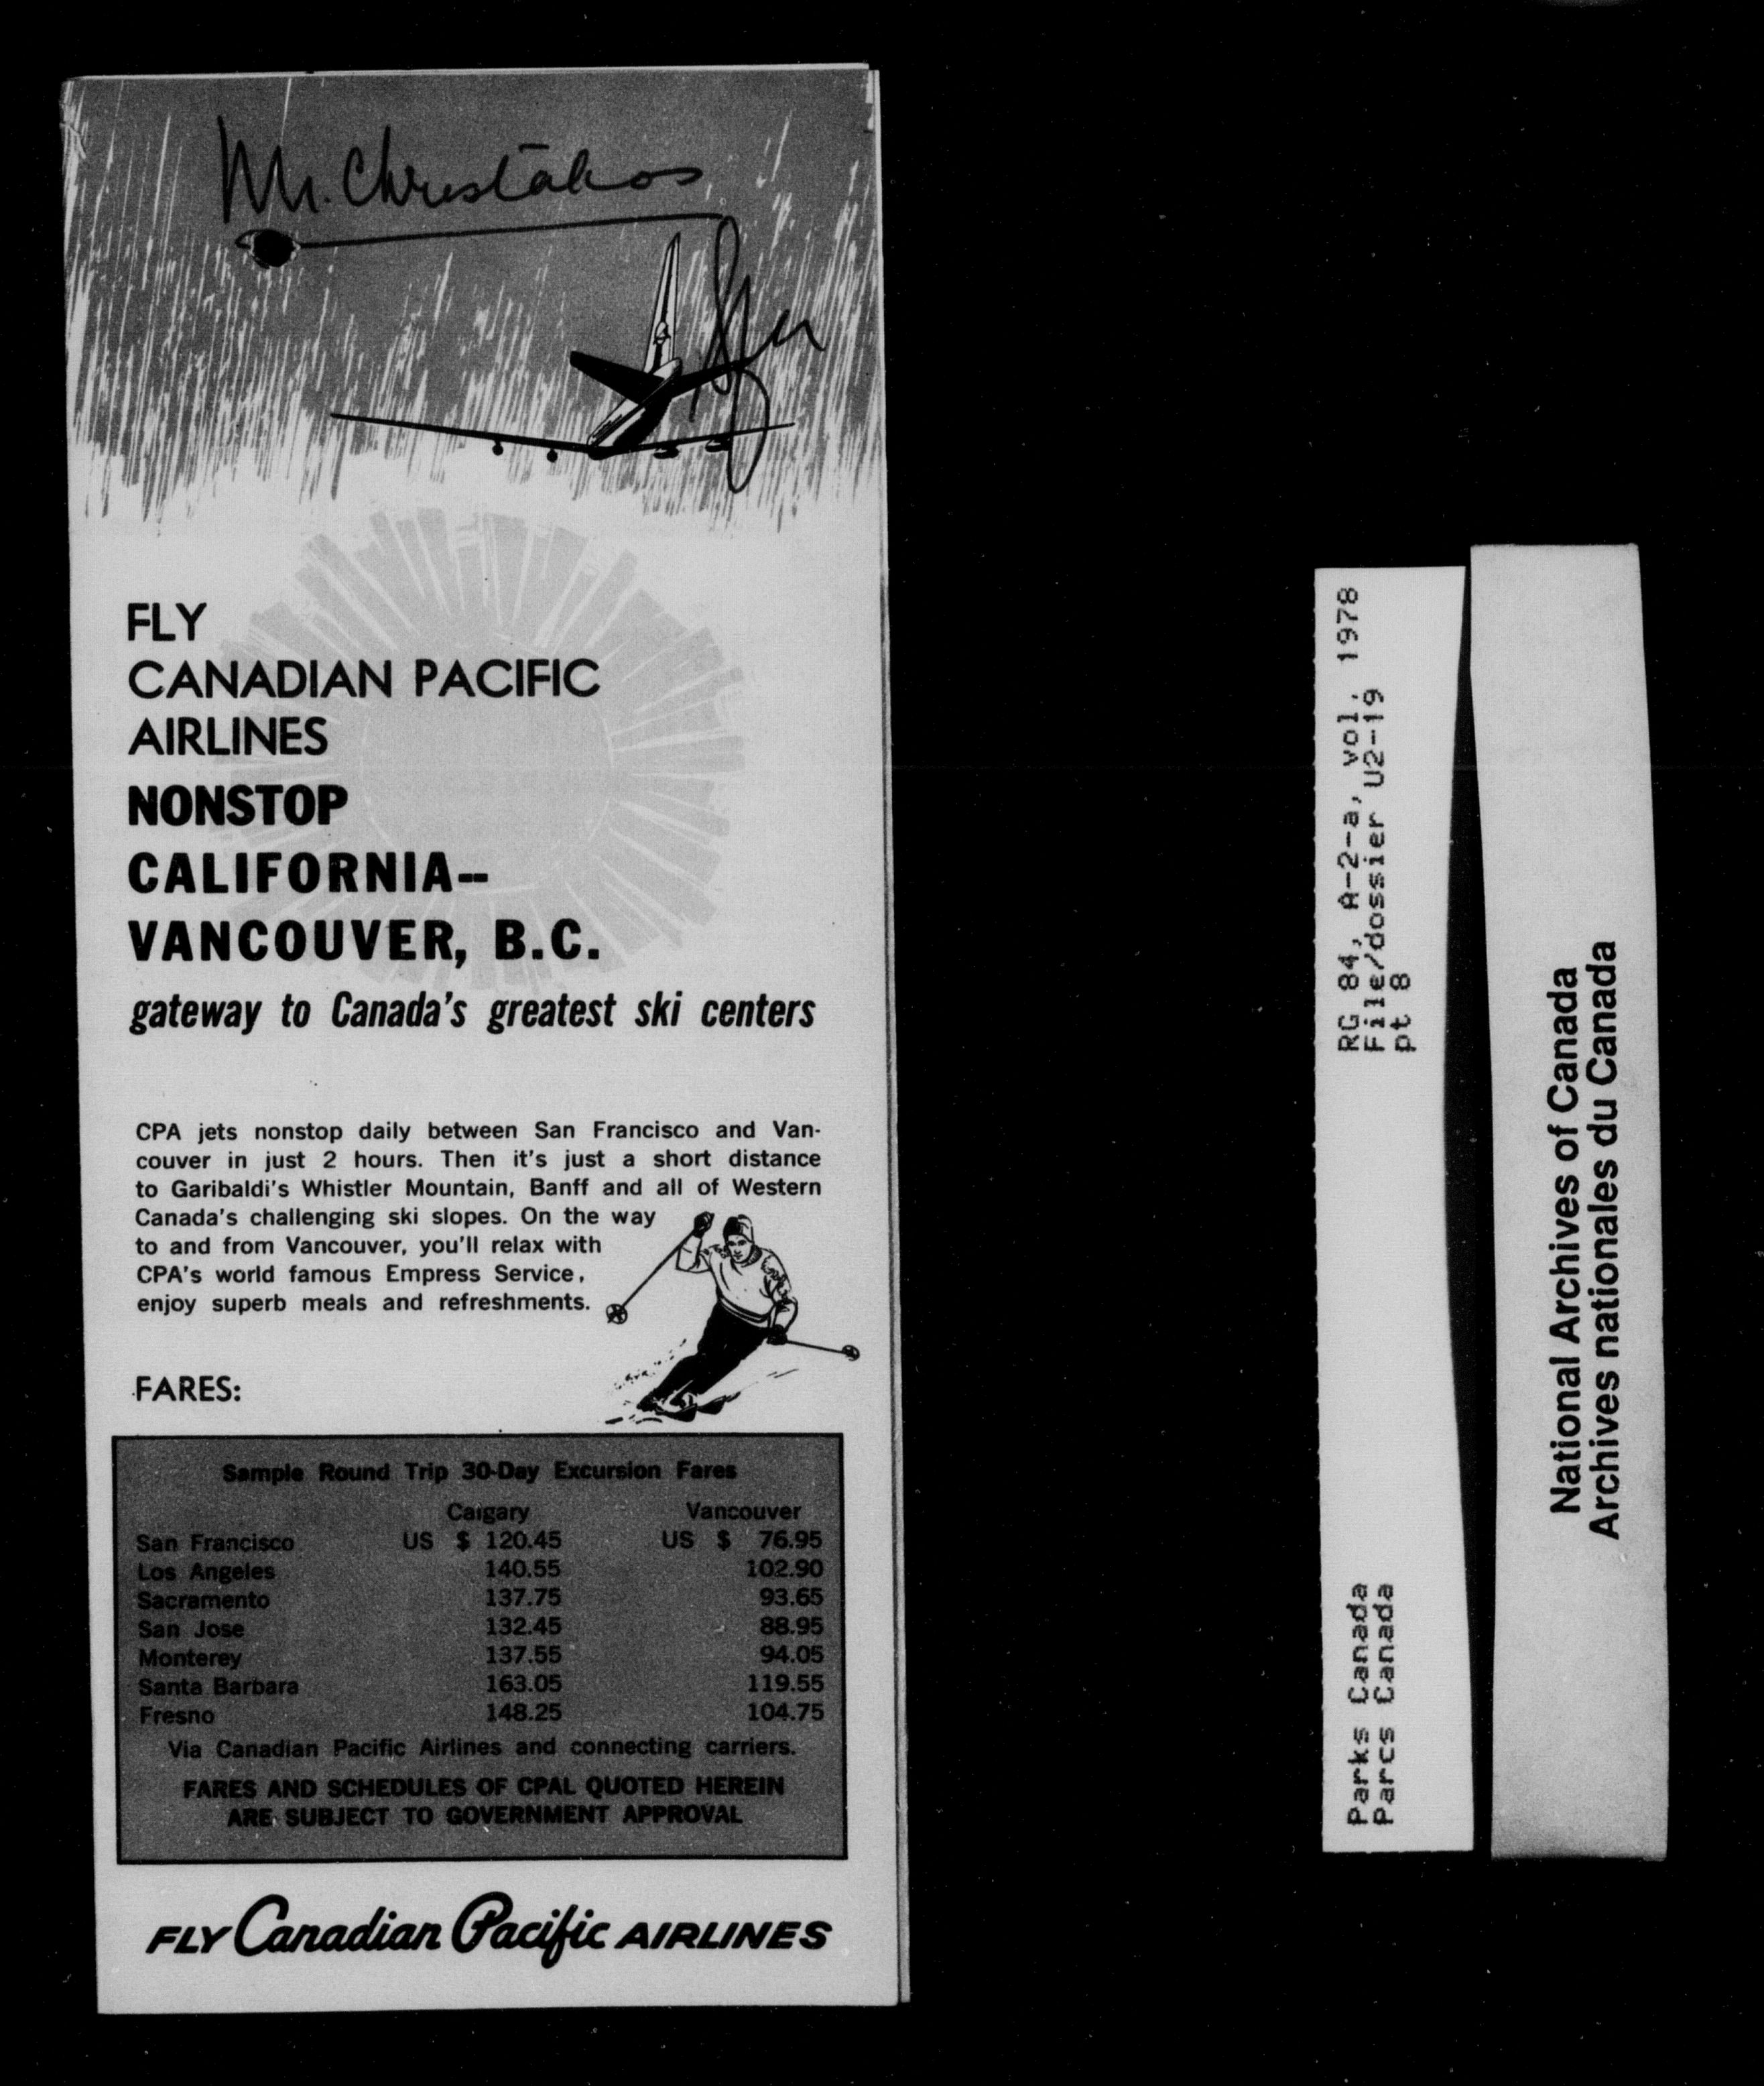 Mr. Christakos
FLY
CANADIAN PACIFIC
AIRLINES
NONSTOP
CALIFORNIA--
VANCOUVER, B.C.
gateway to Canada's greatest ski centers
CPA jets nonstop daily between San Francisco and Van-
couver in just 2 hours. Then it's just a short distance
to Garibaldi's Whistler Mountain, Banff and all of Western
Canada's challenging ski slopes. On the way
to and from Vancouver, you'll relax with
CPA's world famous Empress Service,
enjoy superb meals and refreshments.
FARES:
Sample Round Trip 30-Day Excursion Fares
Calgary Vancouver
San Francisco US $ 120.45 US $ 76.95
Los Angeles 140.55 102.90
Sacramento 137.75 93.65
San Jose 132.45 88.95
Monterey 137.55 94.05
Santa Barbara 163.05 119.55
Fresno 148.25 104.75
Via Canadian Pacific Airlines and connecting carriers.
FARES AND SCHEDULES OF CPAL QUOTED HEREIN
ARE SUBJECT TO GOVERNMENT APPROVAL
FLY Canadian Pacific AIRLINES
RG 84, A-2-a, vol. 1978
File/dossier U2-19
pt 8
Parks Canada
Parcs Canada
National Archives of Canada
Archives nationales du Canada